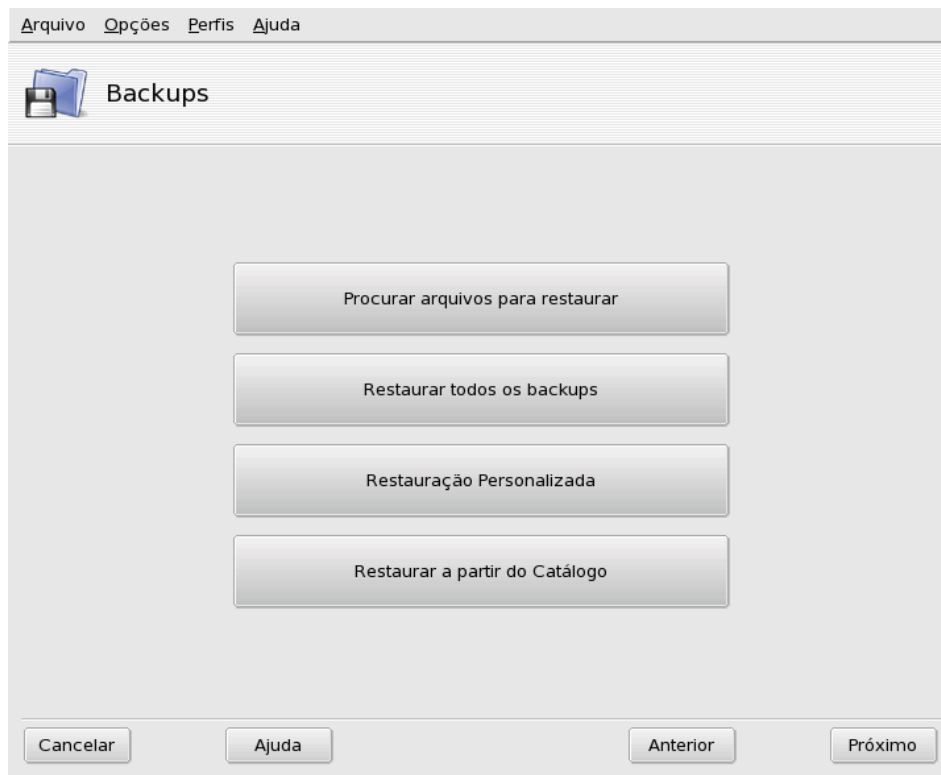 Arquivo Opções Perfis Ajuda
Backups
Procurar arquivos para restaurar
Restaurar todos os backups
Restauração Personalizada
Restaurar a partir do Catálogo
Cancelar Ajuda Anterior Próximo